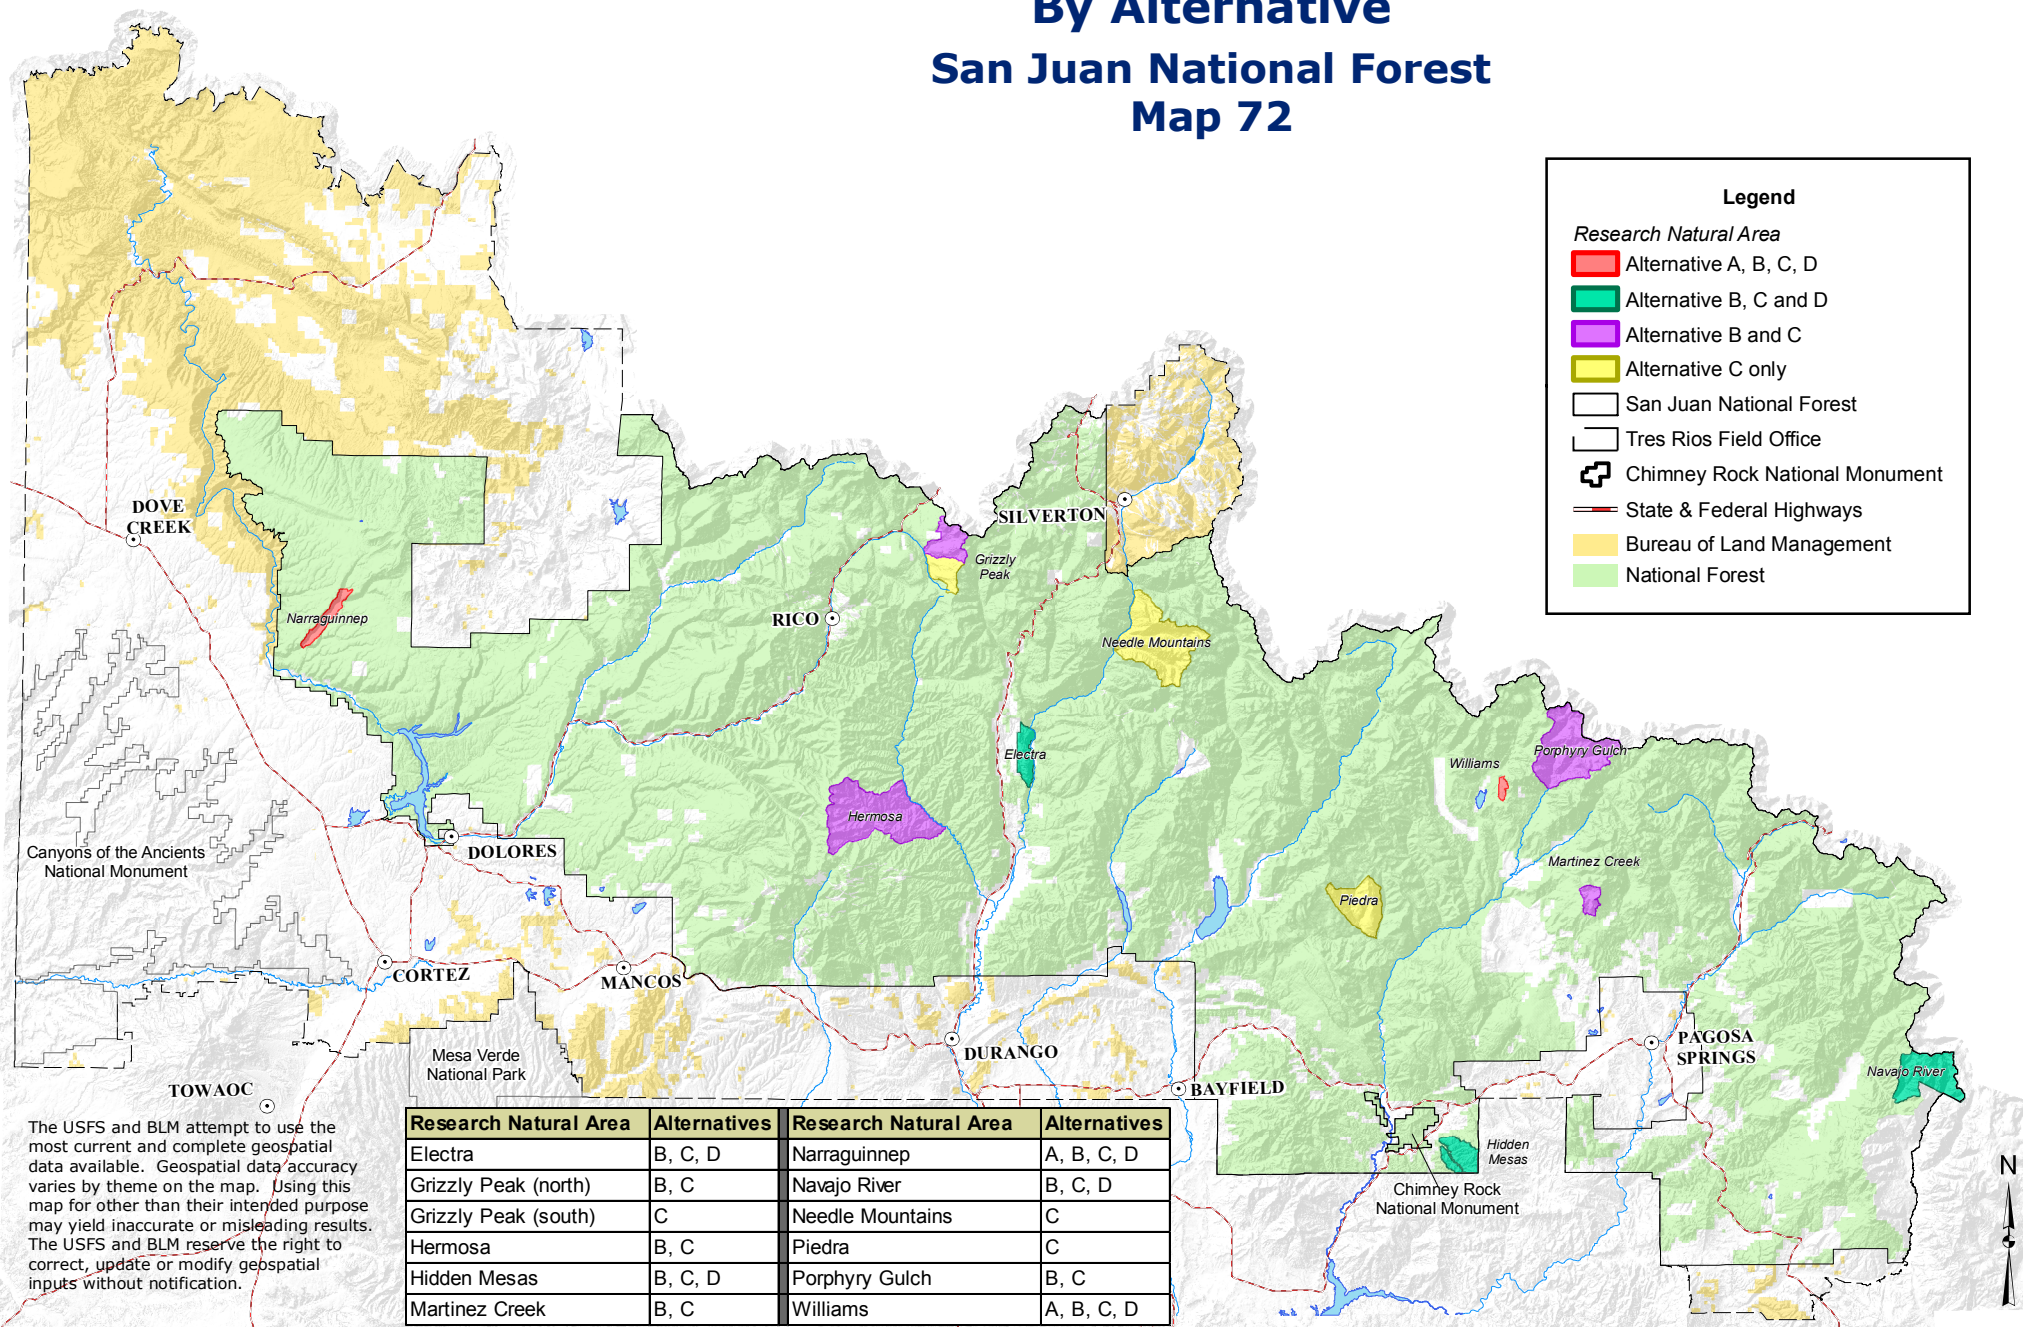 By Alternative
San Juan National Forest
Map 72
Legend
Research Natural Area
Alternative A, B, C, D
Alternative B, C and D
Alternative B and C
Alternative C only
San Juan National Forest
Tres Rios Field Office
Chimney Rock National Monument
State & Federal Highways
Bureau of Land Management
National Forest
DOVE
CREEK
SILVERTON
Grizzly
Peak
Narraguinnep
RICO
Needle Mountains
Electra
Porphyry Gulch
Williams
Hermosa
DOLORES
Canyons of the Ancients
National Monument
Martinez Creek
Piedra
CORTEZ
MANCOS
DURANGO
PAGOSA
SPRINGS
Mesa Verde
National Park
Navajo River
TOWAOC
BAYFIELD
Hidden
Mesas
Chimney Rock
National Monument
N
The USFS and BLM attempt to use the
most current and complete geospatial
data available.  Geospatial data accuracy
varies by theme on the map.  Using this
map for other than their intended purpose
may yield inaccurate or misleading results.
The USFS and BLM reserve the right to
correct, update or modify geospatial
inputs without notification.
Research Natural Area Alternatives Research Natural Area Alternatives
Electra B, C, D Narraguinnep A, B, C, D
Grizzly Peak (north) B, C Navajo River B, C, D
Grizzly Peak (south) C Needle Mountains C
Hermosa B, C Piedra C
Hidden Mesas B, C, D Porphyry Gulch B, C
Martinez Creek B, C Williams A, B, C, D